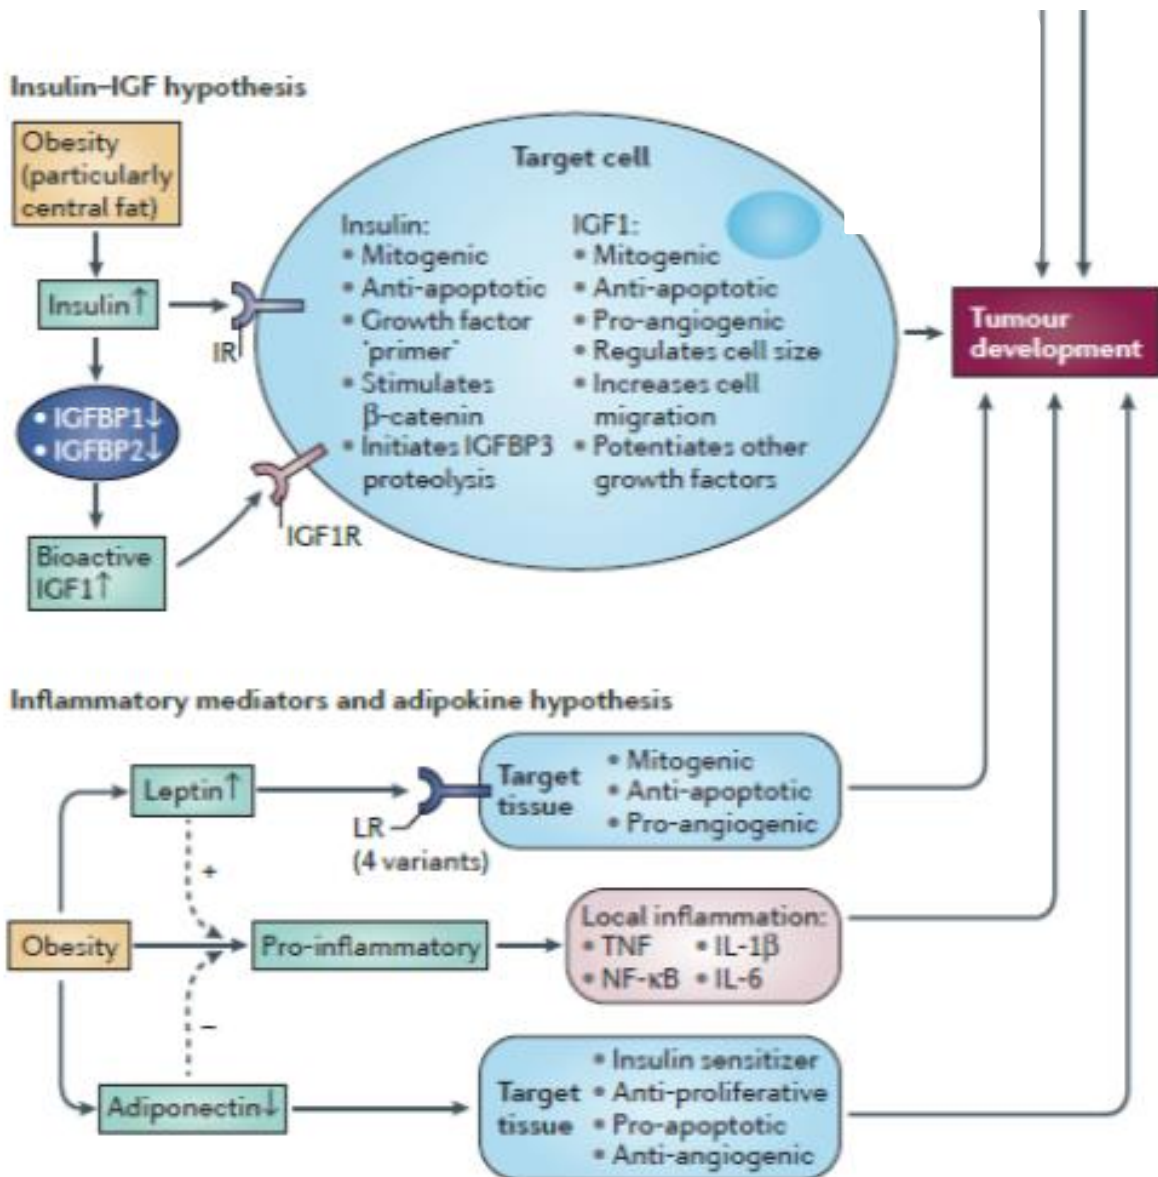 Insulin–IGF hypothesis
Obesity
(particularly
central fat)
Insulin↑
IR
• IGFBP1↓
• IGFBP2↓
Bioactive
IGF1↑
IGF1R
Target cell
Insulin:
• Mitogenic
• Anti-apoptotic
• Growth factor
'primer'
• Stimulates
β-catenin
• Initiates IGFBP3
proteolysis
IGF1:
• Mitogenic
• Anti-apoptotic
• Pro-angiogenic
• Regulates cell size
• Increases cell
migration
• Potentiates other
growth factors
Tumour
development
Inflammatory mediators and adipokine hypothesis
Leptin↑
LR
(4 variants)
Target
tissue
• Mitogenic
• Anti-apoptotic
• Pro-angiogenic
+
Obesity
Pro-inflammatory
Local inflammation:
• TNF • IL-1β
• NF-κB • IL-6
–
Adiponectin↓
Target
tissue
• Insulin sensitizer
• Anti-proliferative
• Pro-apoptotic
• Anti-angiogenic